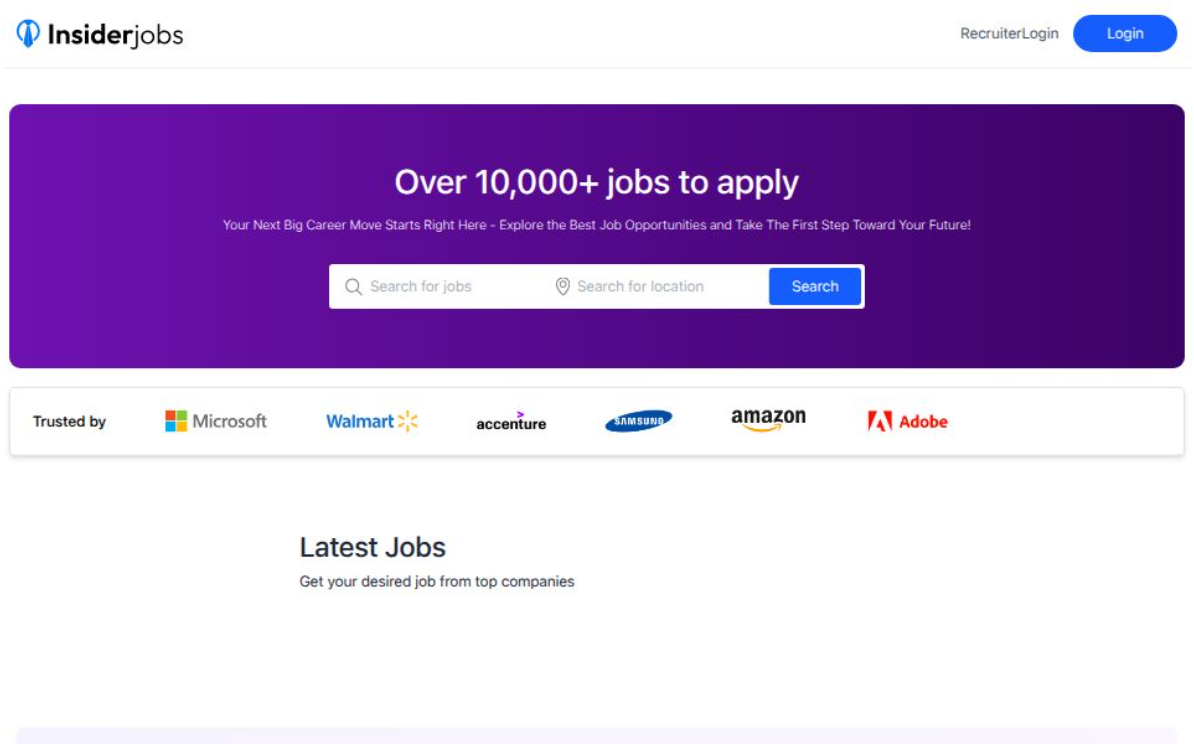 Insiderjobs
RecruiterLogin
Login
Over 10,000+ jobs to apply
Your Next Big Career Move Starts Right Here - Explore the Best Job Opportunities and Take The First Step Toward Your Future!
Search for jobs
Search for location
Search
Trusted by
Microsoft
Walmart
accenture
SAMSUNG
amazon
Adobe
Latest Jobs
Get your desired job from top companies